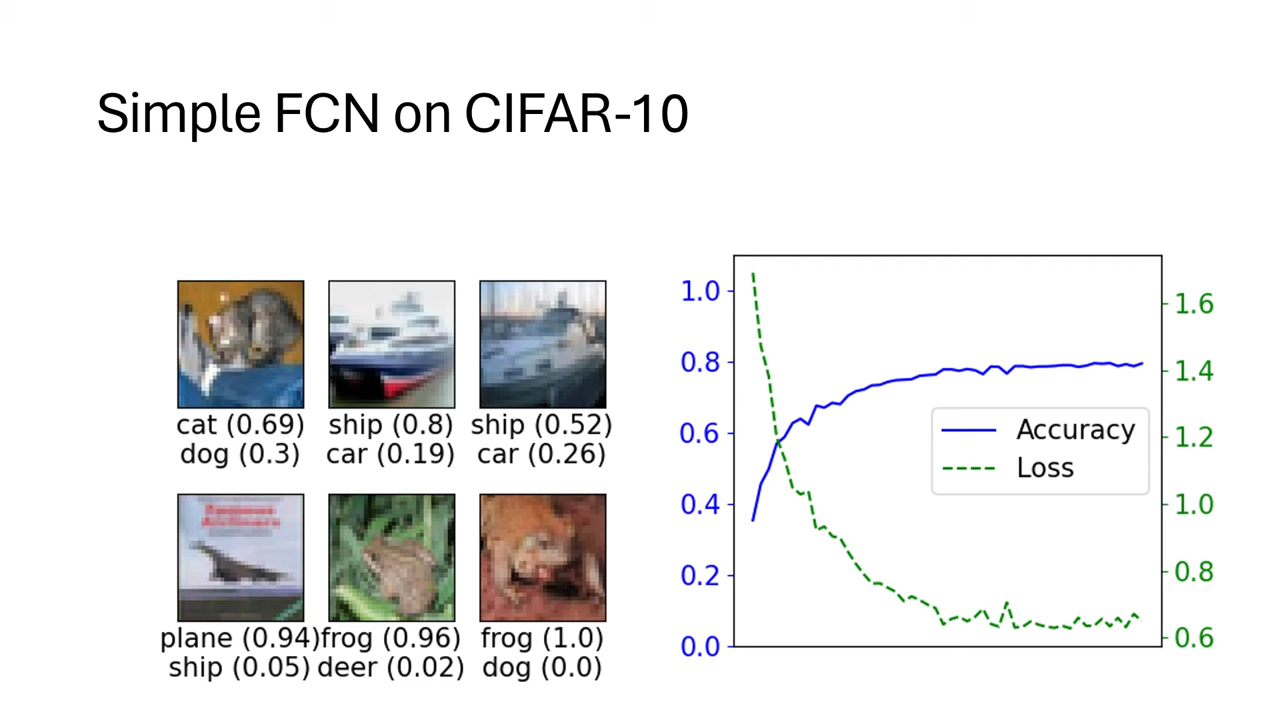 Simple FCN on CIFAR-10
cat (0.69)
dog (0.3)
ship (0.8)
car (0.19)
ship (0.52)
car (0.26)
plane (0.94)
ship (0.05)
frog (0.96)
deer (0.02)
frog (1.0)
dog (0.0)
1.0
0.8
0.6
0.4
0.2
0.0
Accuracy
Loss
1.6
1.4
1.2
1.0
0.8
0.6